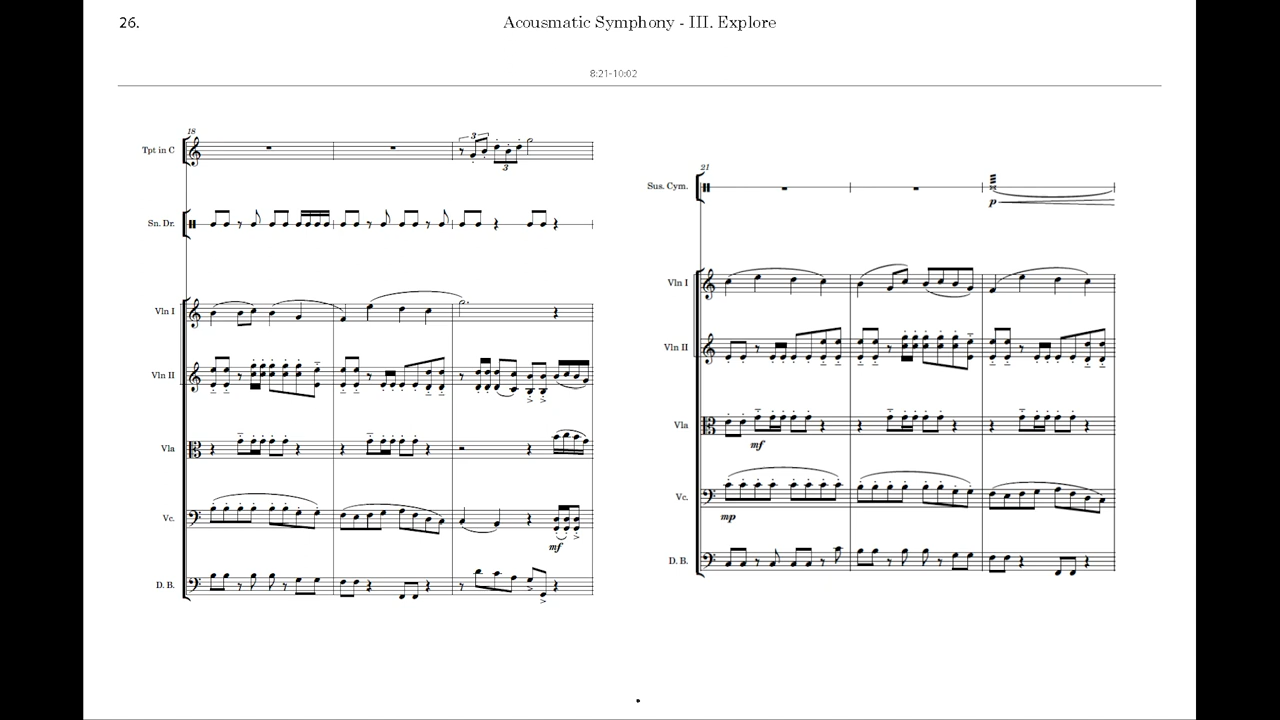 26.
Acousmatic Symphony - III. Explore
8:21-10:02
18
Tpt in C
3
3
Sn. Dr.
Vln I
Vln II
Vla
Vc.
mf
D. B.
21
Sus. Cym.
p
Vln I
Vln II
Vla
mf
Vc.
mp
D. B.